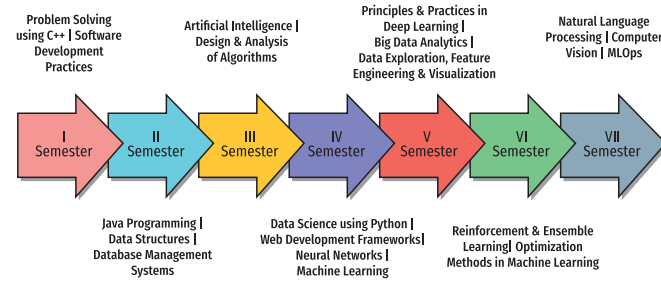 Problem Solving
using C++ | Software
Development
Practices
Artificial Intelligence |
Design & Analysis
of Algorithms
Principles & Practices in
Deep Learning |
Big Data Analytics |
Data Exploration, Feature
Engineering & Visualization
Natural Language
Processing | Computer
Vision | MLOps
I
Semester
II
Semester
III
Semester
IV
Semester
V
Semester
VI
Semester
VII
Semester
Java Programming |
Data Structures |
Database Management
Systems
Data Science using Python |
Web Development Frameworks|
Neural Networks |
Machine Learning
Reinforcement & Ensemble
Learning| Optimization
Methods in Machine Learning